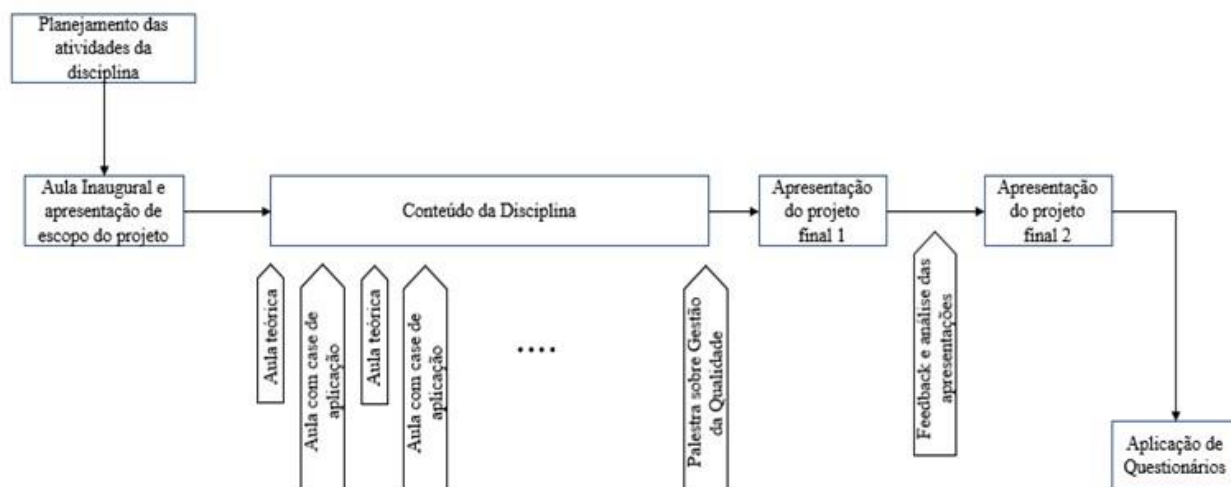 Planejamento das
atividades da
disciplina
Aula Inaugural e
apresentação de
escopo do projeto
Conteúdo da Disciplina
Apresentação
do projeto
final 1
Apresentação
do projeto
final 2
Aula teórica
Aula com case de
aplicação
Aula teórica
Aula com case de
aplicação
....
Palestra sobre Gestão
da Qualidade
Feedback e análise das
apresentações
Aplicação de
Questionários